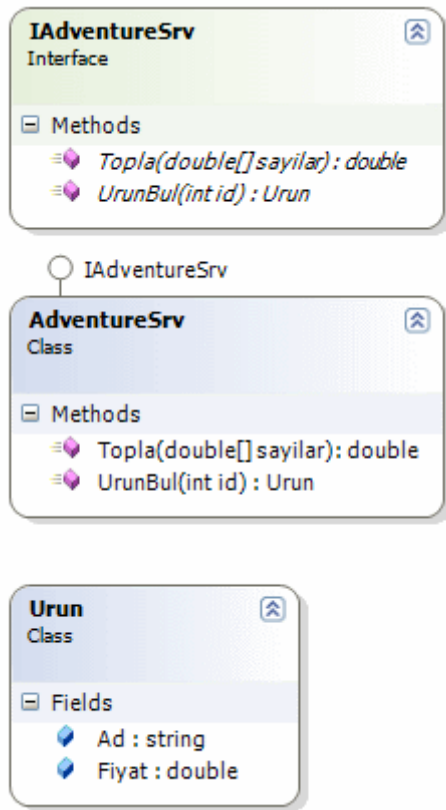 IAdventureSrv
Interface
Methods
Topla(double[] sayilar) : double
UrunBul(int id) : Urun
IAdventureSrv
AdventureSrv
Class
Methods
Topla(double[] sayilar) : double
UrunBul(int id) : Urun
Urun
Class
Fields
Ad : string
Fiyat : double